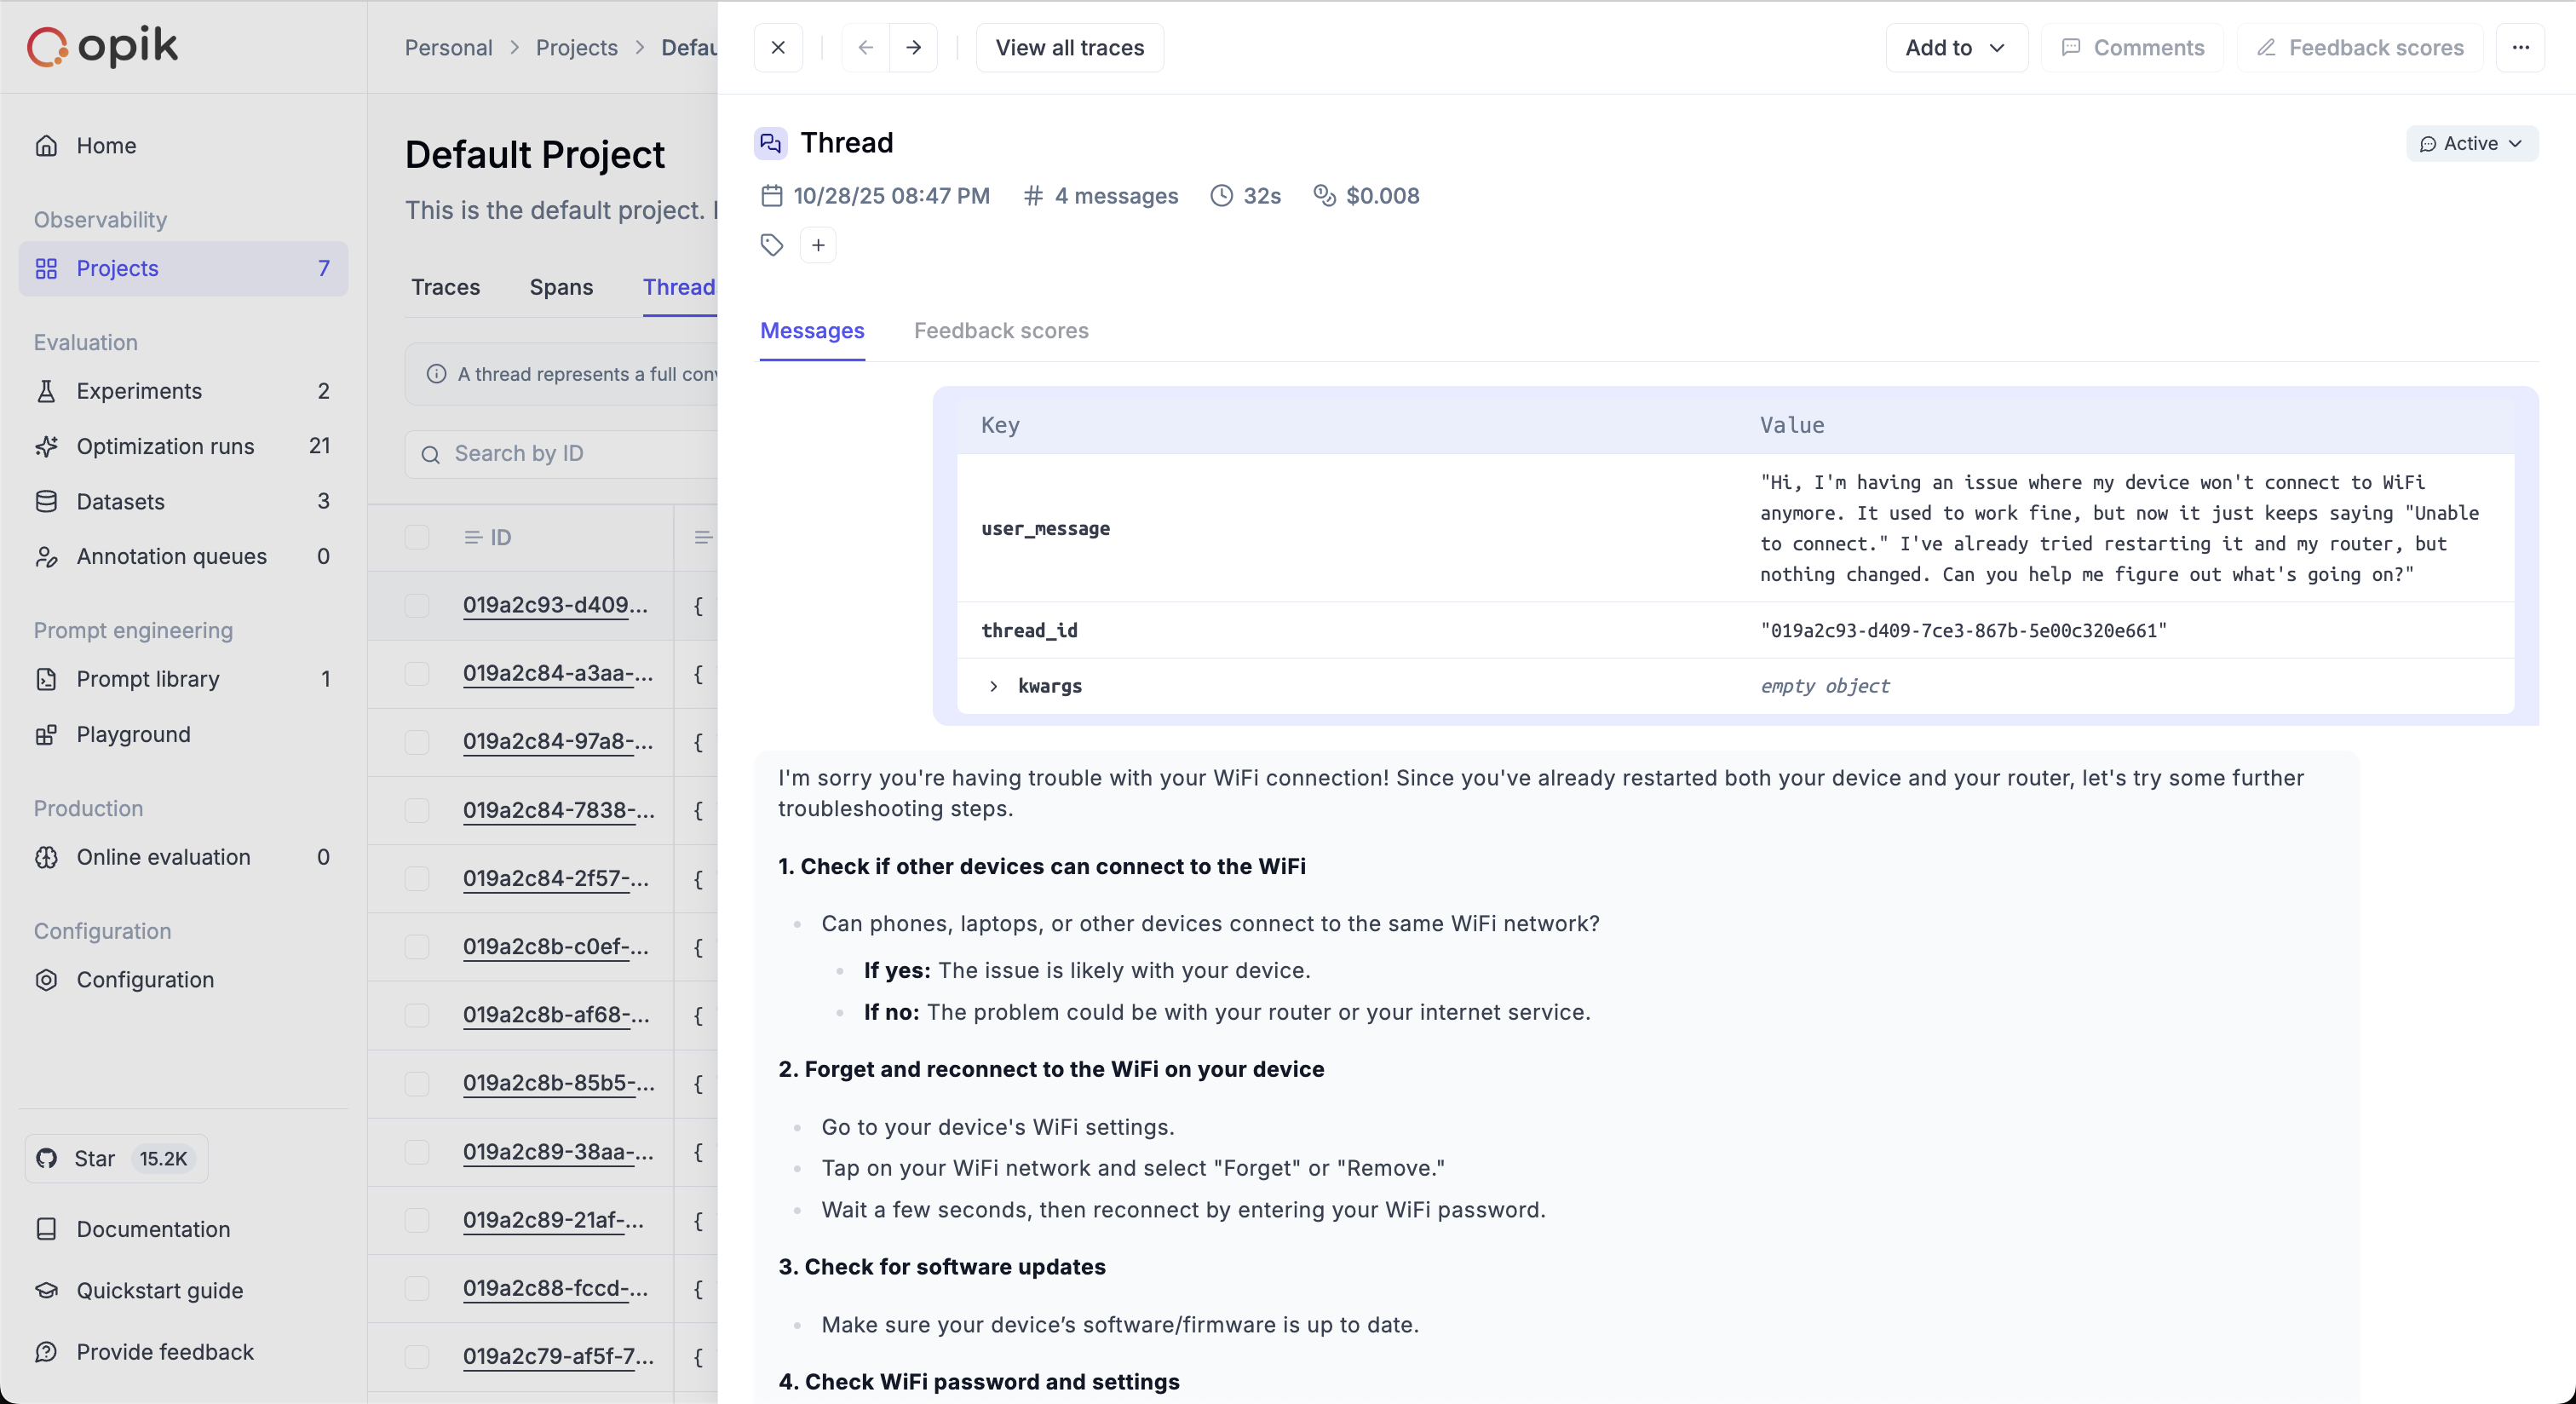 opik
Home
Observability
Projects 7
Evaluation
Experiments 2
Optimization runs 21
Datasets 3
Annotation queues 0
Prompt engineering
Prompt library 1
Playground
Production
Online evaluation 0
Configuration
Configuration
Star 15.2K
Documentation
Quickstart guide
Provide feedback
Personal > Projects >
Default Project
This is the default project.
Traces Spans Thread
A thread represents a full
Search by ID
ID
019a2c93-d409... {
019a2c84-a3aa-... {
019a2c84-97a8-... {
019a2c84-7838-... {
019a2c84-2f57-... {
019a2c8b-c0ef-... {
019a2c8b-af68-... {
019a2c8b-85b5-... {
019a2c89-38aa-... {
019a2c89-21af-... {
019a2c88-fccd-... {
019a2c79-af5f-7... {
View all traces
Add to
Comments
Feedback scores
Thread
Active
10/28/25 08:47 PM # 4 messages 32s $0.008
Messages Feedback scores
Key Value
user_message
"Hi, I'm having an issue where my device won't connect to WiFi
anymore. It used to work fine, but now it just keeps saying "Unable
to connect." I've already tried restarting it and my router, but
nothing changed. Can you help me figure out what's going on?"
thread_id "019a2c93-d409-7ce3-867b-5e00c320e661"
kwargs empty object
I'm sorry you're having trouble with your WiFi connection! Since you've already restarted both your device and your router, let's try some further
troubleshooting steps.
1. Check if other devices can connect to the WiFi
Can phones, laptops, or other devices connect to the same WiFi network?
If yes: The issue is likely with your device.
If no: The problem could be with your router or your internet service.
2. Forget and reconnect to the WiFi on your device
Go to your device's WiFi settings.
Tap on your WiFi network and select "Forget" or "Remove."
Wait a few seconds, then reconnect by entering your WiFi password.
3. Check for software updates
Make sure your device’s software/firmware is up to date.
4. Check WiFi password and settings